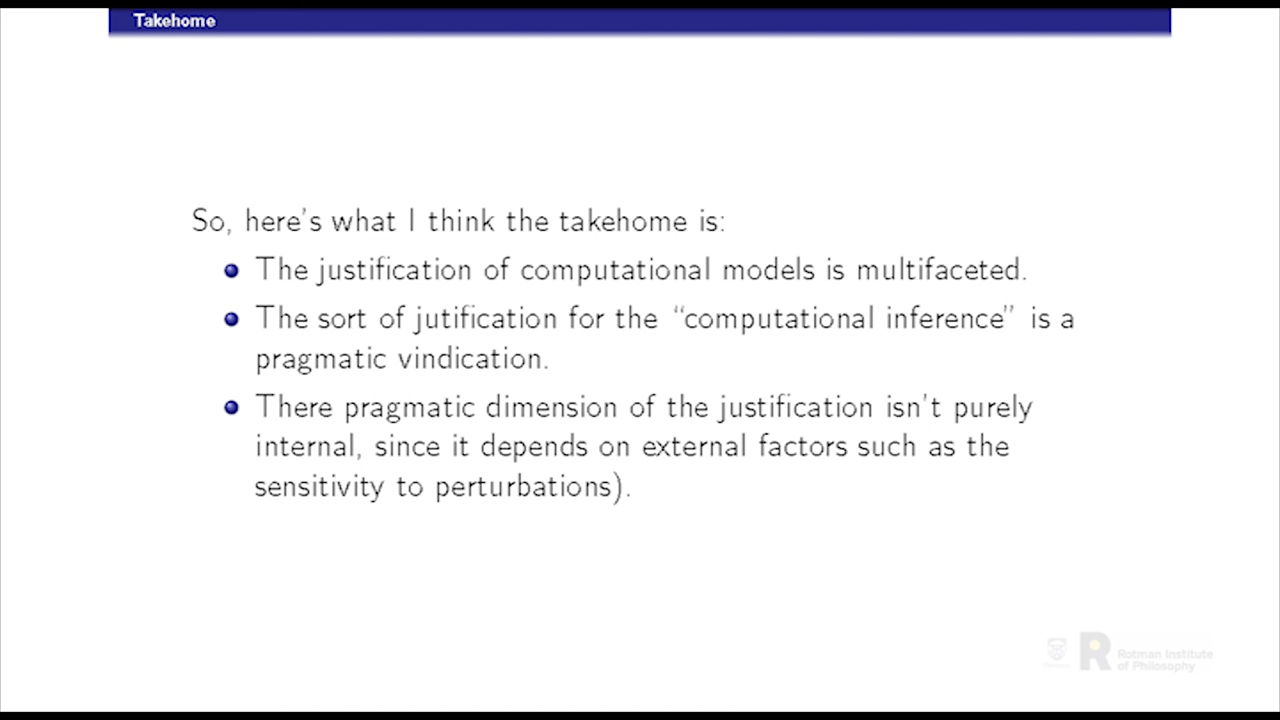 Takehome
So, here's what I think the takehome is:
The justification of computational models is multifaceted.
The sort of jutification for the "computational inference" is a
pragmatic vindication.
There pragmatic dimension of the justification isn't purely
internal, since it depends on external factors such as the
sensitivity to perturbations).
R
Rotman Institute
of Philosophy